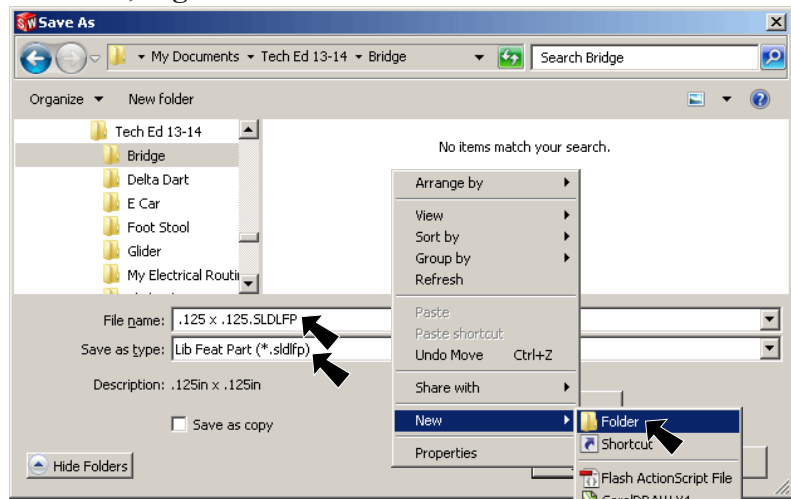 Save As
My Documents Tech Ed 13-14 Bridge Search Bridge
Organize New folder
Tech Ed 13-14
Bridge
Delta Dart
E Car
Foot Stool
Glider
My Electrical Routi
No items match your search.
Arrange by
View
Sort by
Group by
Refresh
Paste
Paste shortcut
Undo Move Ctrl+Z
Share with
New
Properties
Folder
Shortcut
Flash ActionScript File
File name: .125 x .125.SLDLFP
Save as type: Lib Feat Part (*.sldlfp)
Description: .125in x .125in
Save as copy
Hide Folders